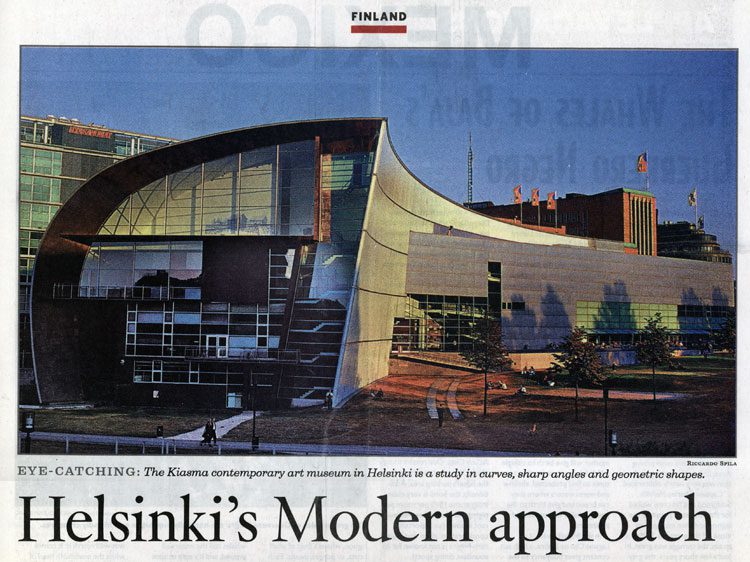 FINLAND
RICCARDO SPILA
EYE-CATCHING: The Kiasma contemporary art museum in Helsinki is a study in curves, sharp angles and geometric shapes.
Helsinki's Modern approach